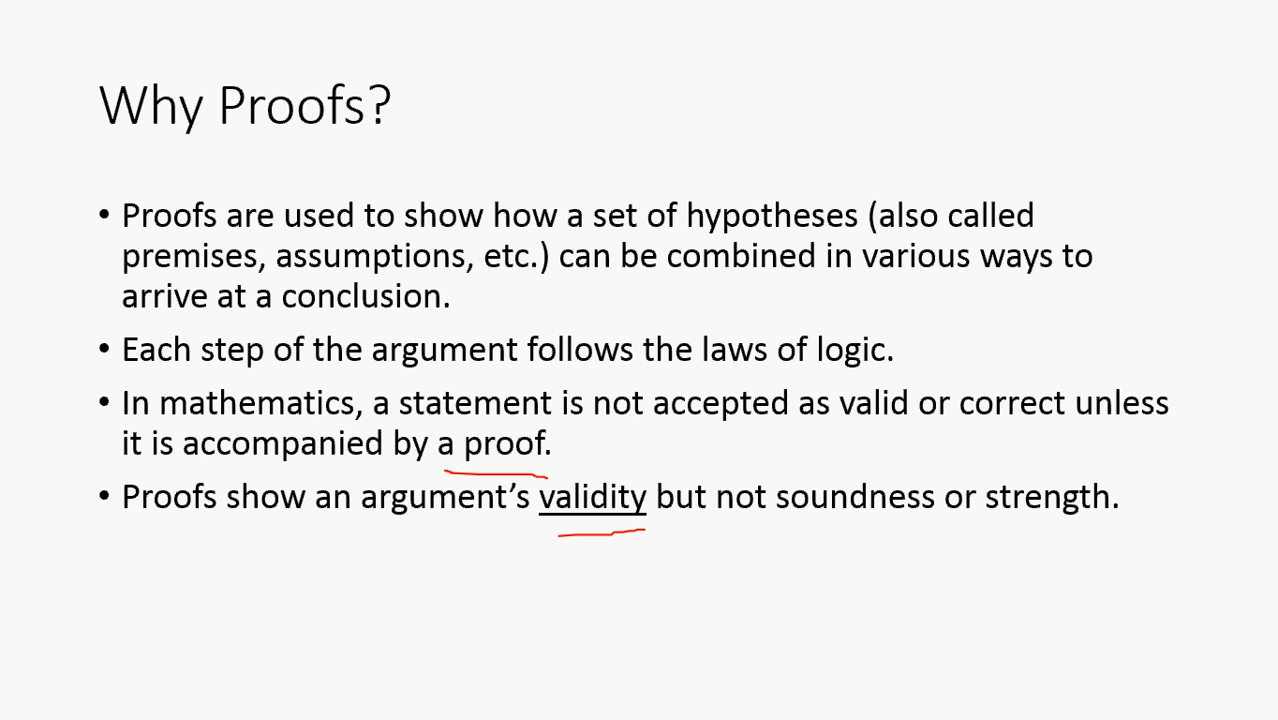 Why Proofs?
• Proofs are used to show how a set of hypotheses (also called
premises, assumptions, etc.) can be combined in various ways to
arrive at a conclusion.
• Each step of the argument follows the laws of logic.
• In mathematics, a statement is not accepted as valid or correct unless
it is accompanied by a proof.
• Proofs show an argument’s validity but not soundness or strength.